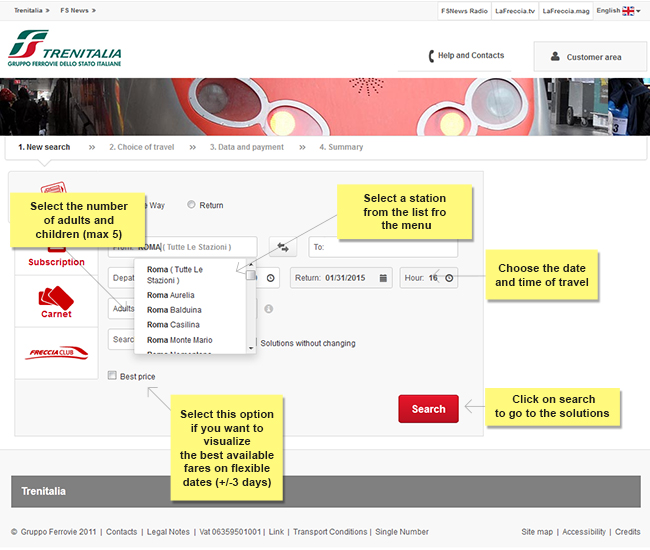 Trenitalia » FS News » FSNews Radio LaFreccia.tv LaFreccia.mag English
TRENITALIA
GRUPPO FERROVIE DELLO STATO ITALIANE
Help and Contacts Customer area
1. New search » 2. Choice of travel » 3. Data and payment » 4. Summary
Select the number
of adults and
children (max 5)
Way Return
Select a station
from the list fro
the menu
From: ROMA ( Tutte Le Stazioni ) To:
Subscription
Roma ( Tutte Le
Stazioni )
Roma Aurelia
Roma Balduina
Roma Casilina
Roma Monte Mario
Roma Nomentana
Return: 01/31/2015 Hour: 16
Choose the date
and time of travel
Carnet
Adults
FRECCIACLUB
Solutions without changing
Best price
Select this option
if you want to
visualize
the best available
fares on flexible
dates (+/-3 days)
Search
Click on search
to go to the solutions
Trenitalia
© Gruppo Ferrovie 2011 | Contacts | Legal Notes | Vat 06359501001 | Link | Transport Conditions | Single Number Site map | Accessibility | Credits